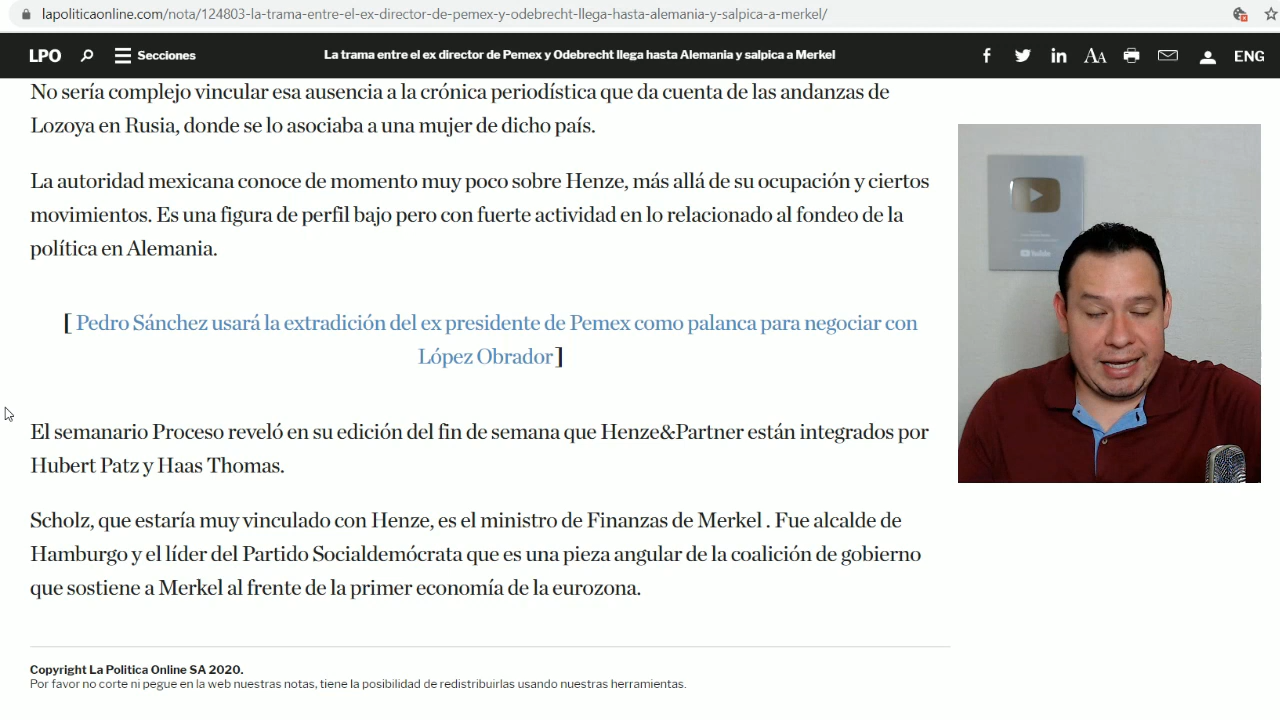 lapoliticaonline.com/nota/124803-la-trama-entre-el-ex-director-de-pemex-y-odebrecht-llega-hasta-alemania-y-salpica-a-merkel/
LPO Secciones La trama entre el ex director de Pemex y Odebrecht llega hasta Alemania y salpica a Merkel ENG
No sería complejo vincular esa ausencia a la crónica periodística que da cuenta de las andanzas de
Lozoya en Rusia, donde se lo asociaba a una mujer de dicho país.
La autoridad mexicana conoce de momento muy poco sobre Henze, más allá de su ocupación y ciertos
movimientos. Es una figura de perfil bajo pero con fuerte actividad en lo relacionado al fondeo de la
política en Alemania.
[ Pedro Sánchez usará la extradición del ex presidente de Pemex como palanca para negociar con
López Obrador ]
El semanario Proceso reveló en su edición del fin de semana que Henze&Partner están integrados por
Hubert Patz y Haas Thomas.
Scholz, que estaría muy vinculado con Henze, es el ministro de Finanzas de Merkel . Fue alcalde de
Hamburgo y el líder del Partido Socialdemócrata que es una pieza angular de la coalición de gobierno
que sostiene a Merkel al frente de la primer economía de la eurozona.
Copyright La Politica Online SA 2020.
Por favor no corte ni pegue en la web nuestras notas, tiene la posibilidad de redistribuirlas usando nuestras herramientas.
YouTube